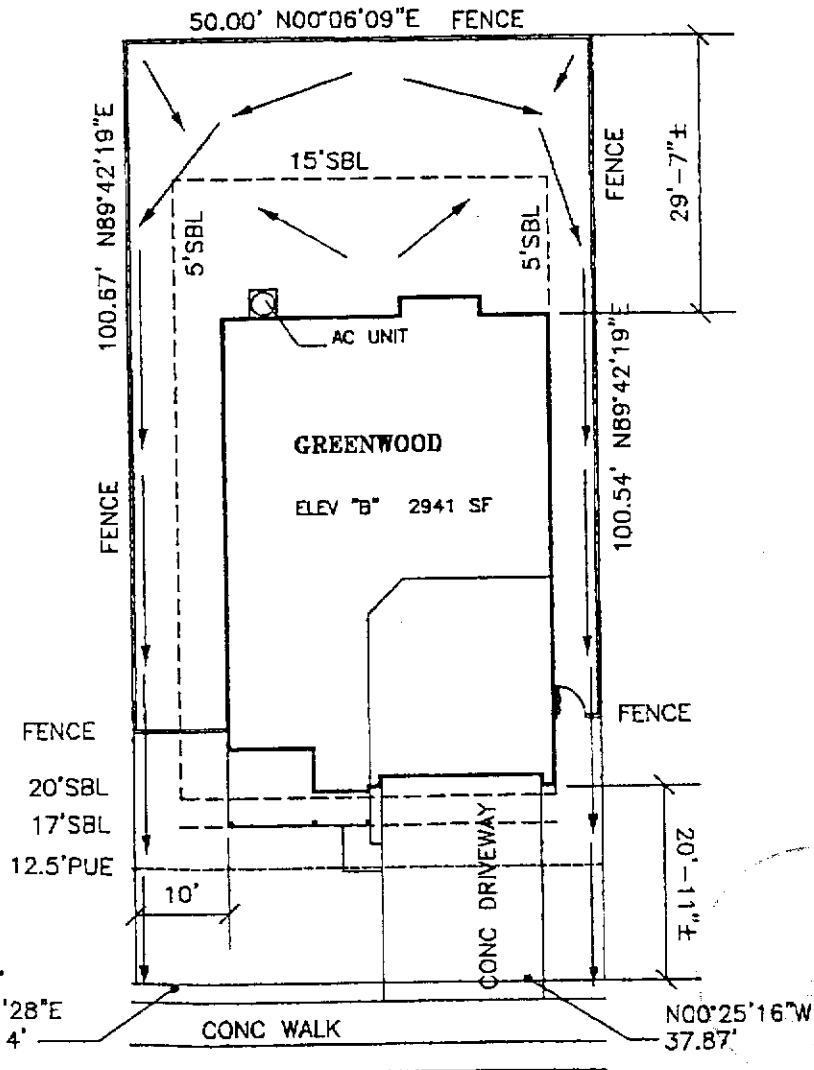 50.00' N00°06'09"E FENCE
100.67' N89°42'19"E
FENCE
29'-7"±
15'SBL
5'SBL
5'SBL
AC UNIT
100.54' N89°42'19"E
GREENWOOD
ELEV "B" 2941 SF
FENCE
FENCE
FENCE
20'SBL
17'SBL
12.5'PUE
CONC DRIVEWAY
20'-11"±
10'
'28"E
4'
CONC WALK
N00°25'16"W
37.87'